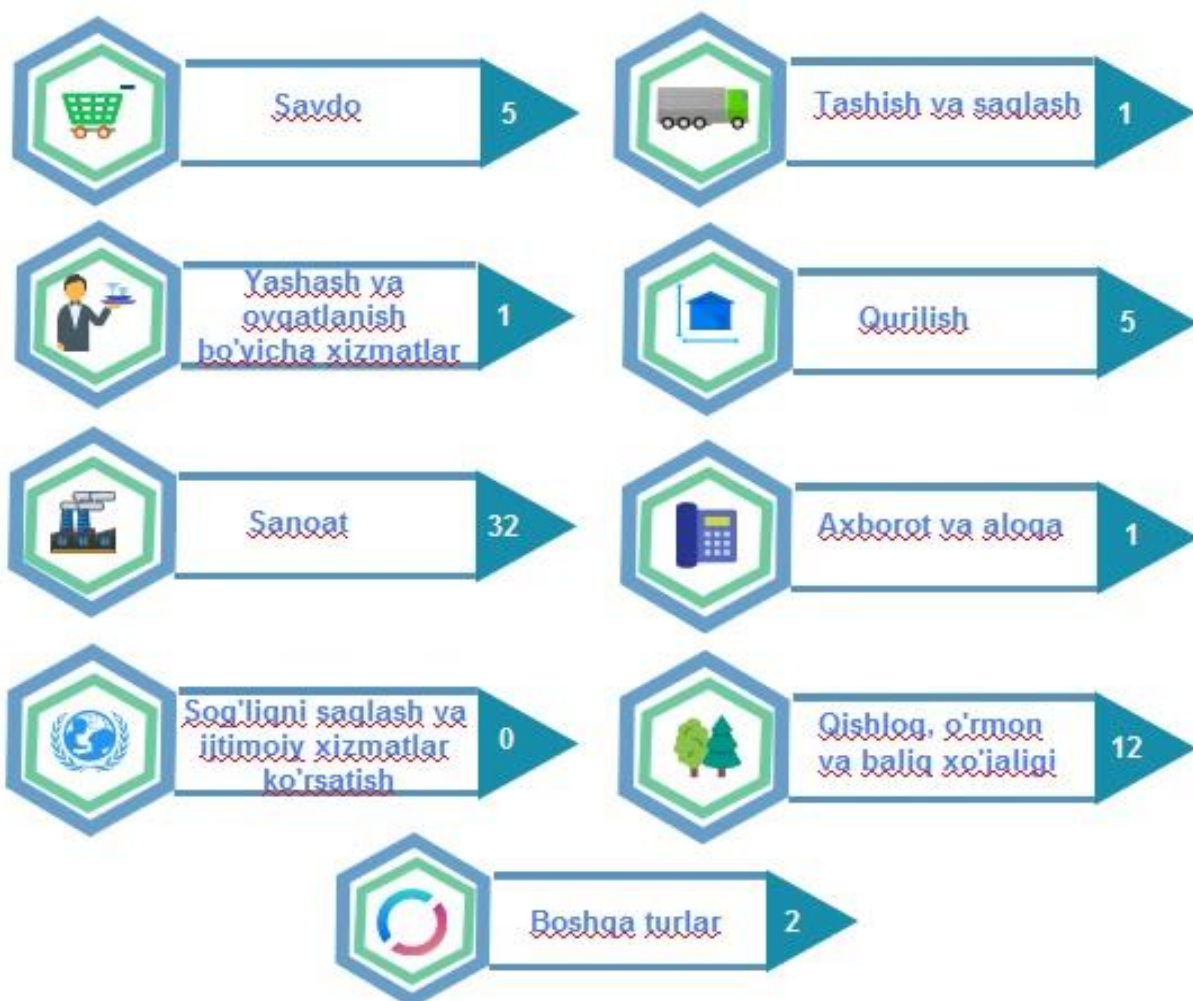 Savdo
5
Tashish va saqlash
1
Yashash va
ovqatlanish
bo'yicha xizmatlar
1
Qurilish
5
Sanoat
32
Axborot va aloqa
1
Sog'liqni saqlash va
ijtimoiy xizmatlar
ko'rsatish
0
Qishloq, o'rmon
va baliq xo'jaligi
12
Boshqa turlar
2